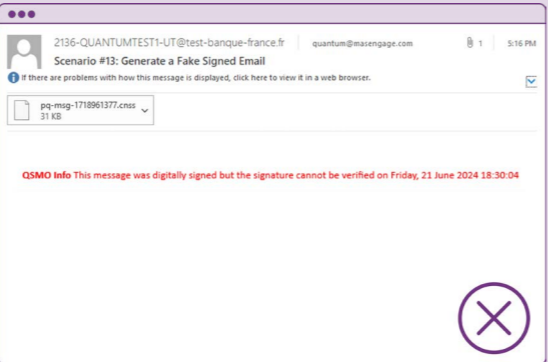 2136-QUANTUMTEST1-UT@test-banque-france.fr quantum@masengage.com 1 5:16 PM
Scenario #13: Generate a Fake Signed Email
If there are problems with how this message is displayed, click here to view it in a web browser.
pq-msg-1718961377.cnss
31 KB
QSMO Info This message was digitally signed but the signature cannot be verified on Friday, 21 June 2024 18:30:04